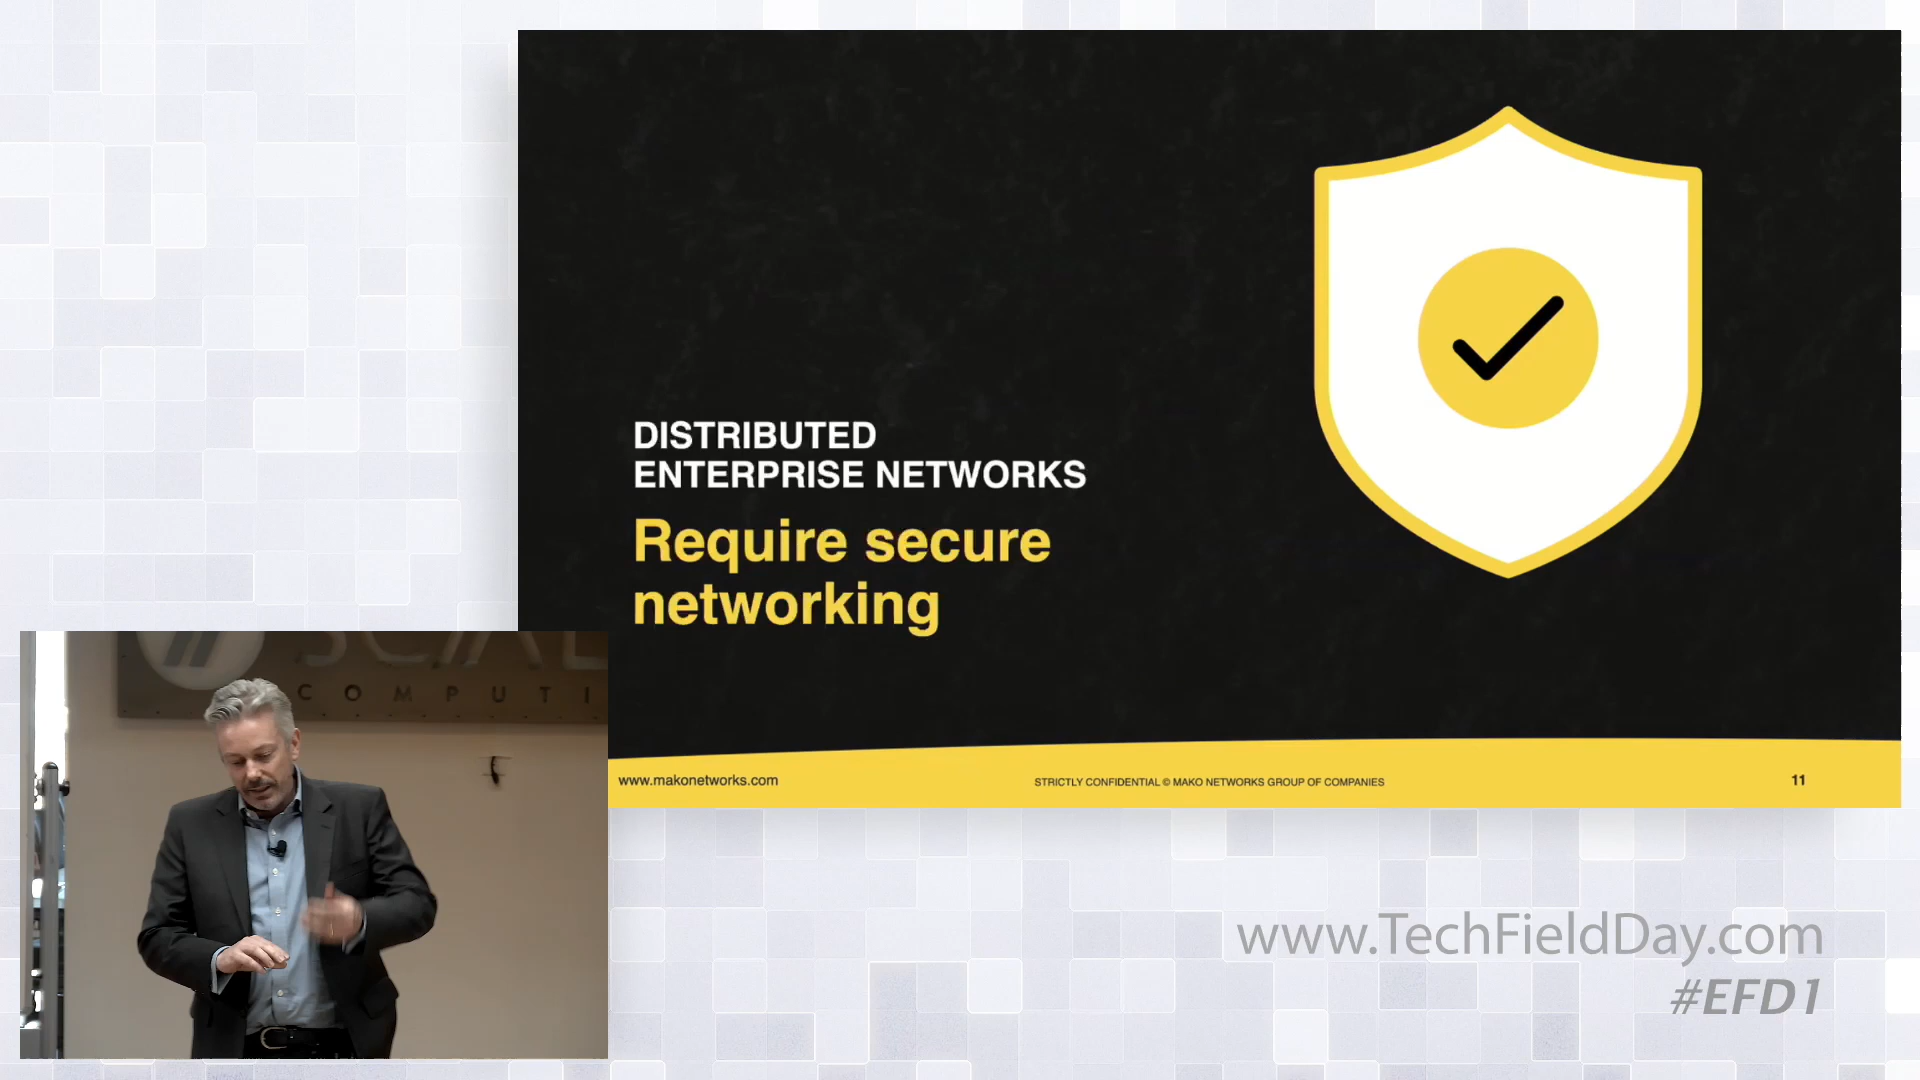 DISTRIBUTED
ENTERPRISE NETWORKS
Require secure
networking
www.makonetworks.com
STRICTLY CONFIDENTIAL © MAKO NETWORKS GROUP OF COMPANIES
11
www.TechFieldDay.com
#EFD1